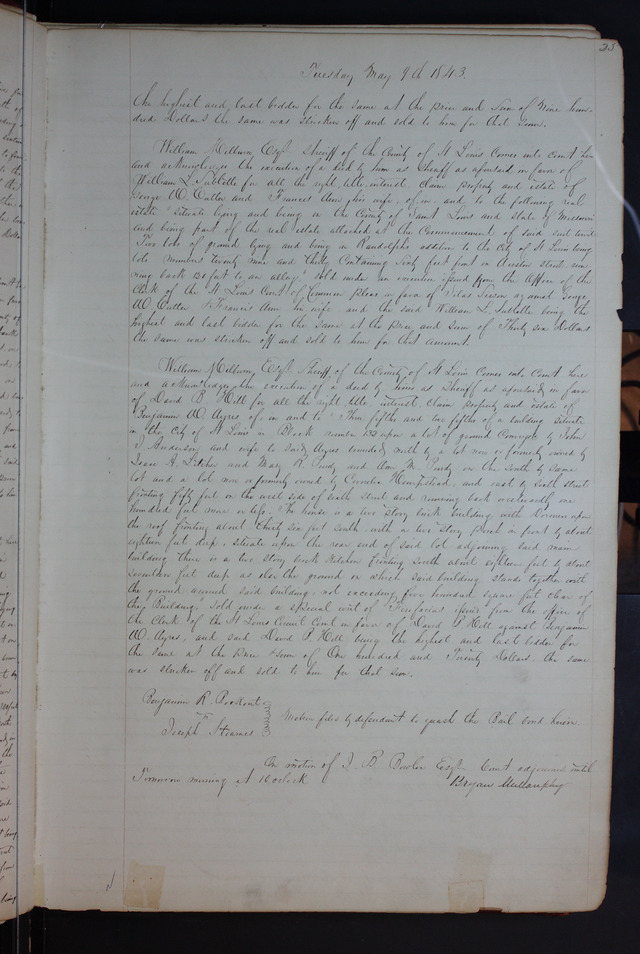 25
Tuesday May 9th 1843.
the highest and last bidder for the same at the price and sum of Nine hun-
dred Dollars the same was stricken off and sold to him for that sum.
William Milburn Esqr Sheriff of the County of St Louis Comes into court here
and acknowledges the execution of a deed by him as Sheriff as aforesaid in favor of
William L. Sublette for all the right, title, interest, claim, property and estate of
George W. Cutter and Frances Ann, his wife, of, in, and, to the following real
estate "Situate lying and being in the County of Saint Louis and state of Missouri
and being part of the real estate attached at the Commencement of said suit
Two lots of ground lying and being in Randolphs addition to the City of St Louis being
lots numbers twenty nine and thirty Containing Sixty feet front on Austin street run-
ning back 130 feet to an alley," sold under an execution issued from the Office of the
Clerk of the St Louis Court of Common Pleas in favor of Silas against George
W. Cutter & Francis Ann his wife, and the said William L. Sublette being the
highest and last bidder for the same at the price and sum of Thirty six Dollars
the same was stricken off and sold to him for that amount.
William Milburn, Esqr Sheriff, of the County, of St Louis Comes into Court here
and acknowledges the execution of a deed by him as Sheriff as aforesaid, in favor
of David B. Hill for all the right, title, interest, claim, property and estate of
Benjamin W. Ayres of, in and to "Three fifths and two fifths of a building situate
in the City of St Louis in Block number upon a lot of ground Conveyed by John
J. Anderson and wife to said Ayres bounded north by a lot now or formerly owned by
Isaac A. Letcher and Mary R. Purdy and Ann M. Purdy on the South by Same
lot and a lot now or formerly owned by Cornelia Hempstead and east by Sixth street
fronting fifty feet on the west side of Sixth street and running back westwardly one
hundred feet more or less. The house is a two story brick building with Dormer upon
the roof fronting about thirty six feet south with a two story Porch in front by about
eighteen feet deep, situate upon the rear end of said lot adjoining said main
building there is a two story brick kitchen fronting South about eighteen feet by about
seventeen feet deep as also the ground on which said building stands together with
the ground around said building, not exceeding five hundred square feet clear of
the Building," Sold under a special writ of Fieri facias issued from the office of
the Clerk of the St Louis Circuit Court in favor of David B Hill against Benjamin
W. Ayres, and said David B Hill being the highest and last bidder for
the same at the price & sum of One hundred and Twenty Dollars, the same
was stricken off and sold to him for that sum.
Benjamin R. Bookout
vs
Joseph Stearnes
Motion filed by defendant to quash the Bail bond herein
On motion of J. B. Bowlin Esqr Court adjourned until
Tomorrow morning at 10 oclock
Bryan Mullanphy